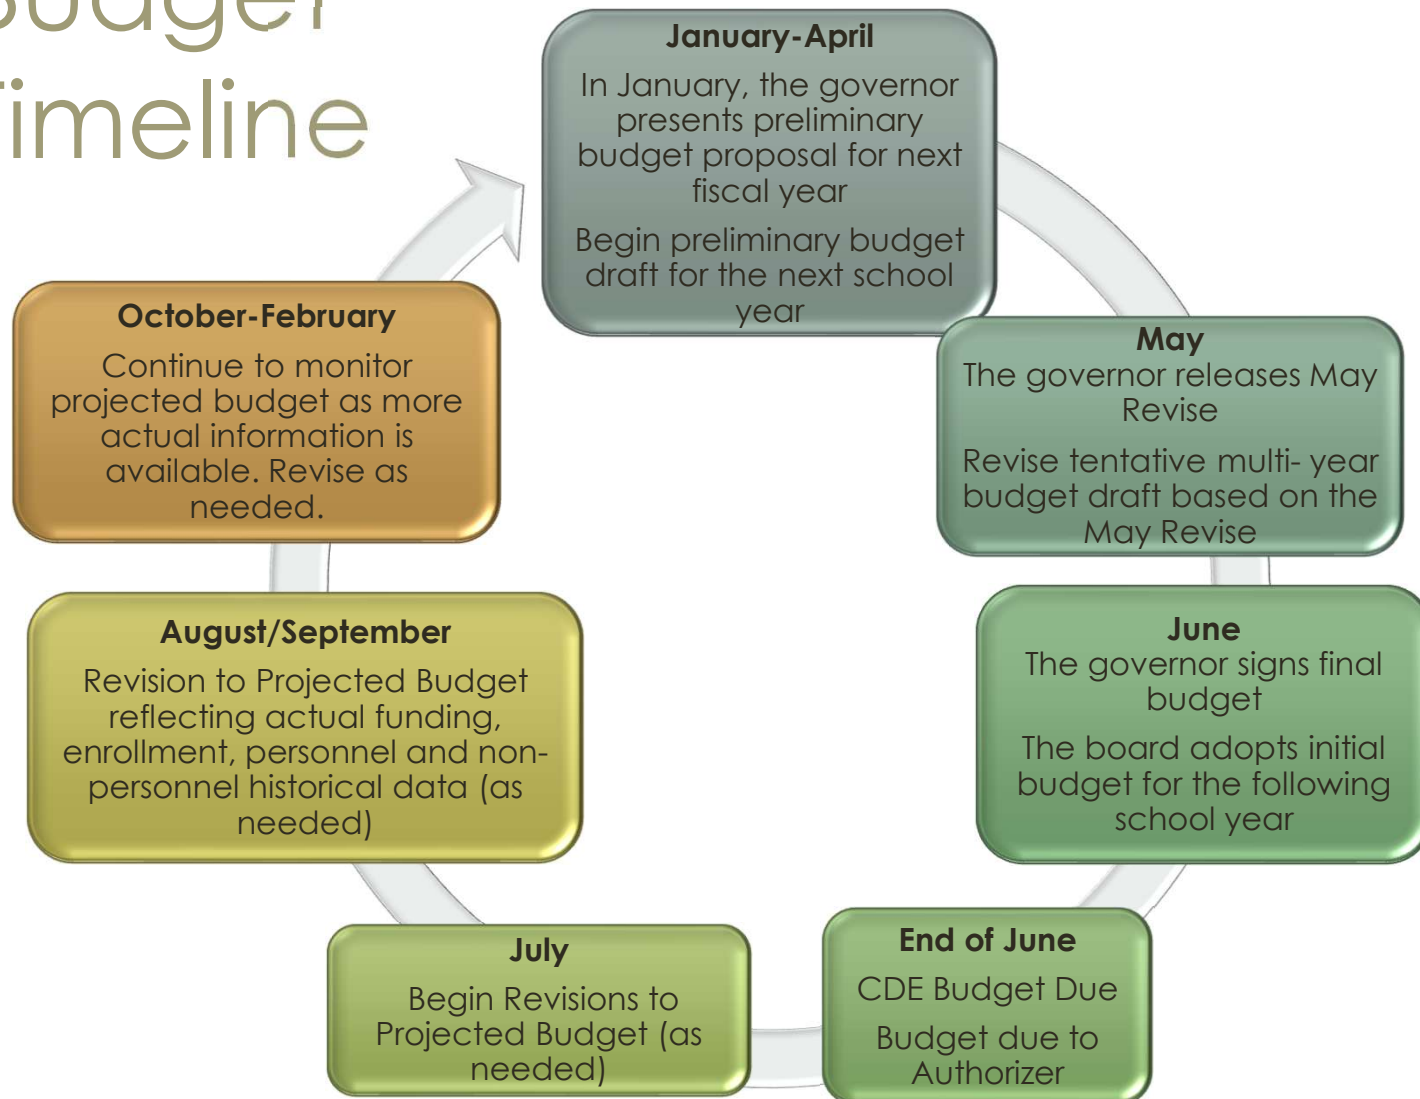 Budget
Timeline
January-April
In January, the governor
presents preliminary
budget proposal for next
fiscal year
Begin preliminary budget
draft for the next school
year
May
The governor releases May
Revise
Revise tentative multi- year
budget draft based on the
May Revise
June
The governor signs final
budget
The board adopts initial
budget for the following
school year
End of June
CDE Budget Due
Budget due to
Authorizer
July
Begin Revisions to
Projected Budget (as
needed)
August/September
Revision to Projected Budget
reflecting actual funding,
enrollment, personnel and non-
personnel historical data (as
needed)
October-February
Continue to monitor
projected budget as more
actual information is
available. Revise as
needed.